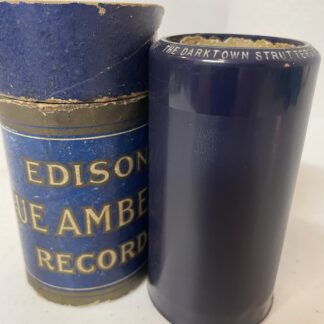 THE DARKTOWN STRUTTER
EDISON
UE AMBE
RECORD